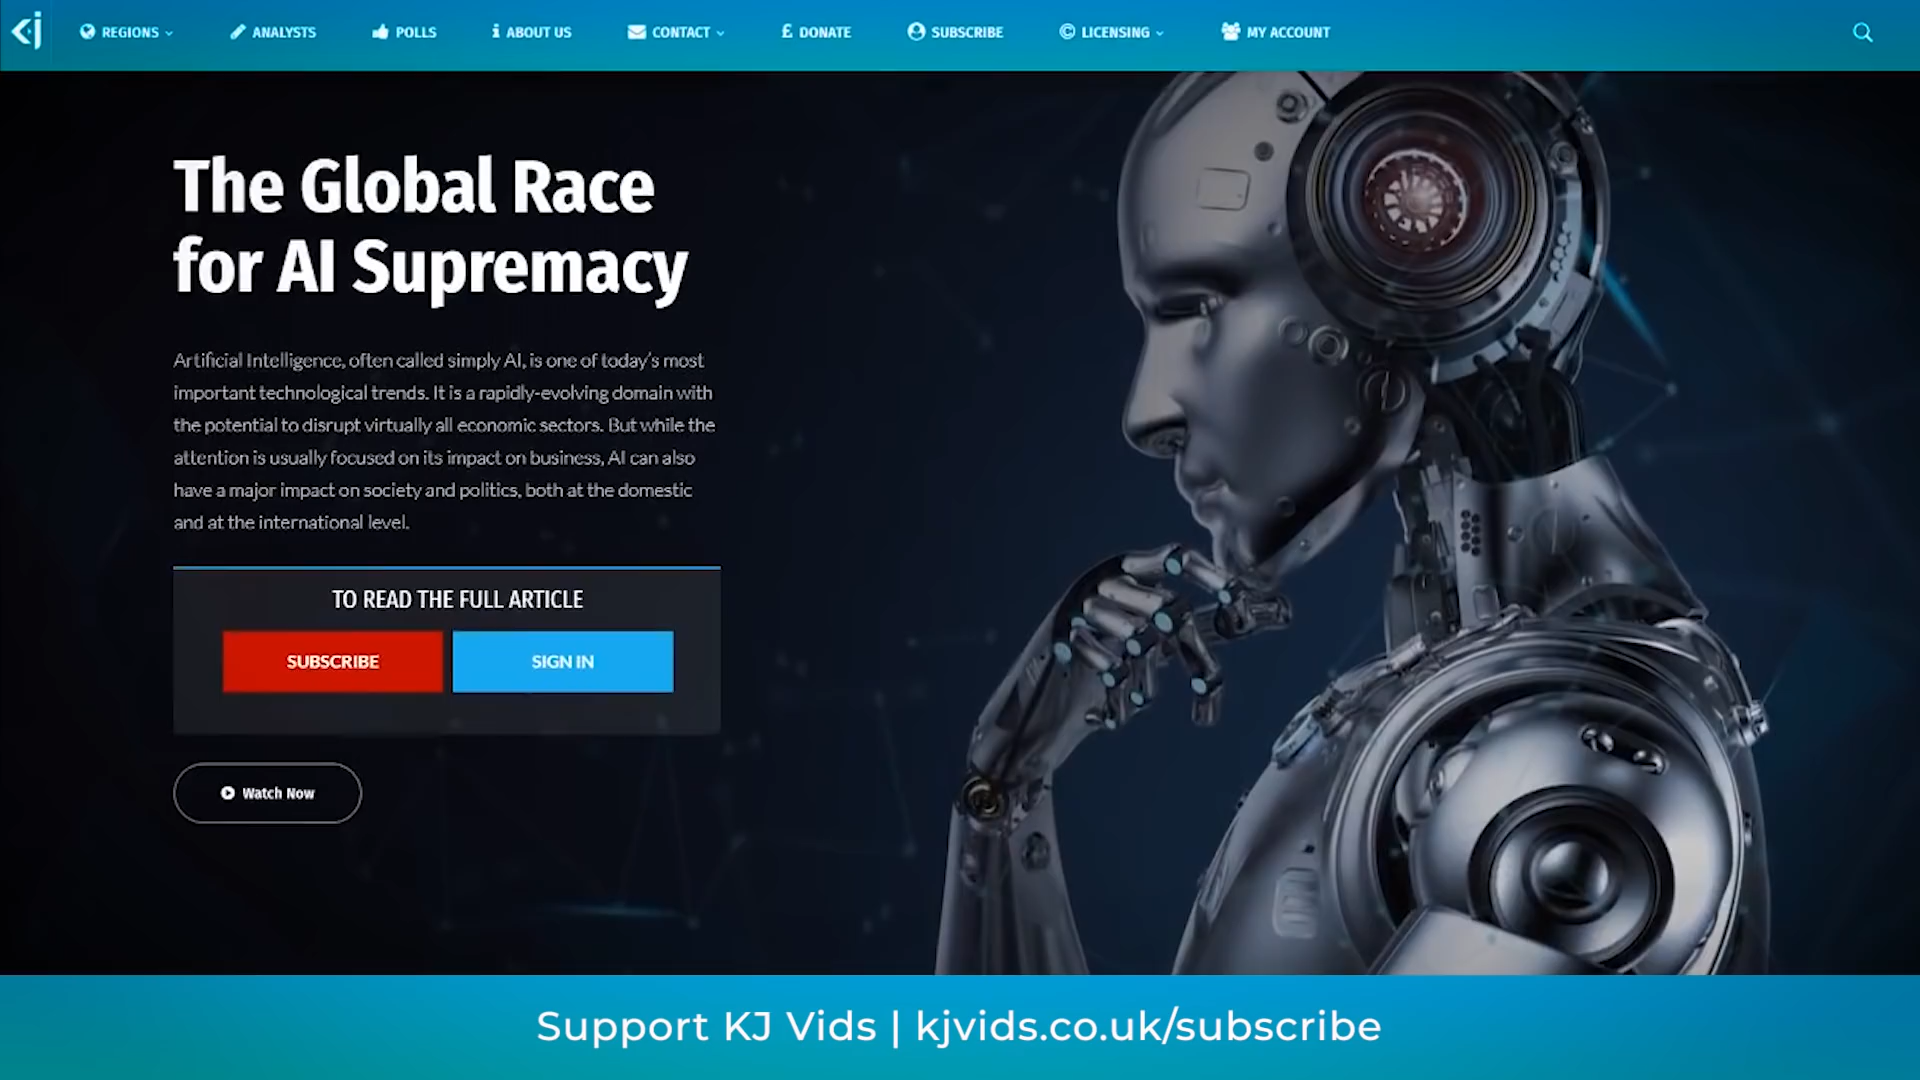 REGIONS ANALYSTS POLLS ABOUT US CONTACT £ DONATE SUBSCRIBE LICENSING MY ACCOUNT
The Global Race
for AI Supremacy
Artificial Intelligence, often called simply AI, is one of today's most
important technological trends. It is a rapidly-evolving domain with
the potential to disrupt virtually all economic sectors. But while the
attention is usually focused on its impact on business, AI can also
have a major impact on society and politics, both at the domestic
and at the international level.
TO READ THE FULL ARTICLE
SUBSCRIBE SIGN IN
Watch Now
Support KJ Vids | kjvids.co.uk/subscribe